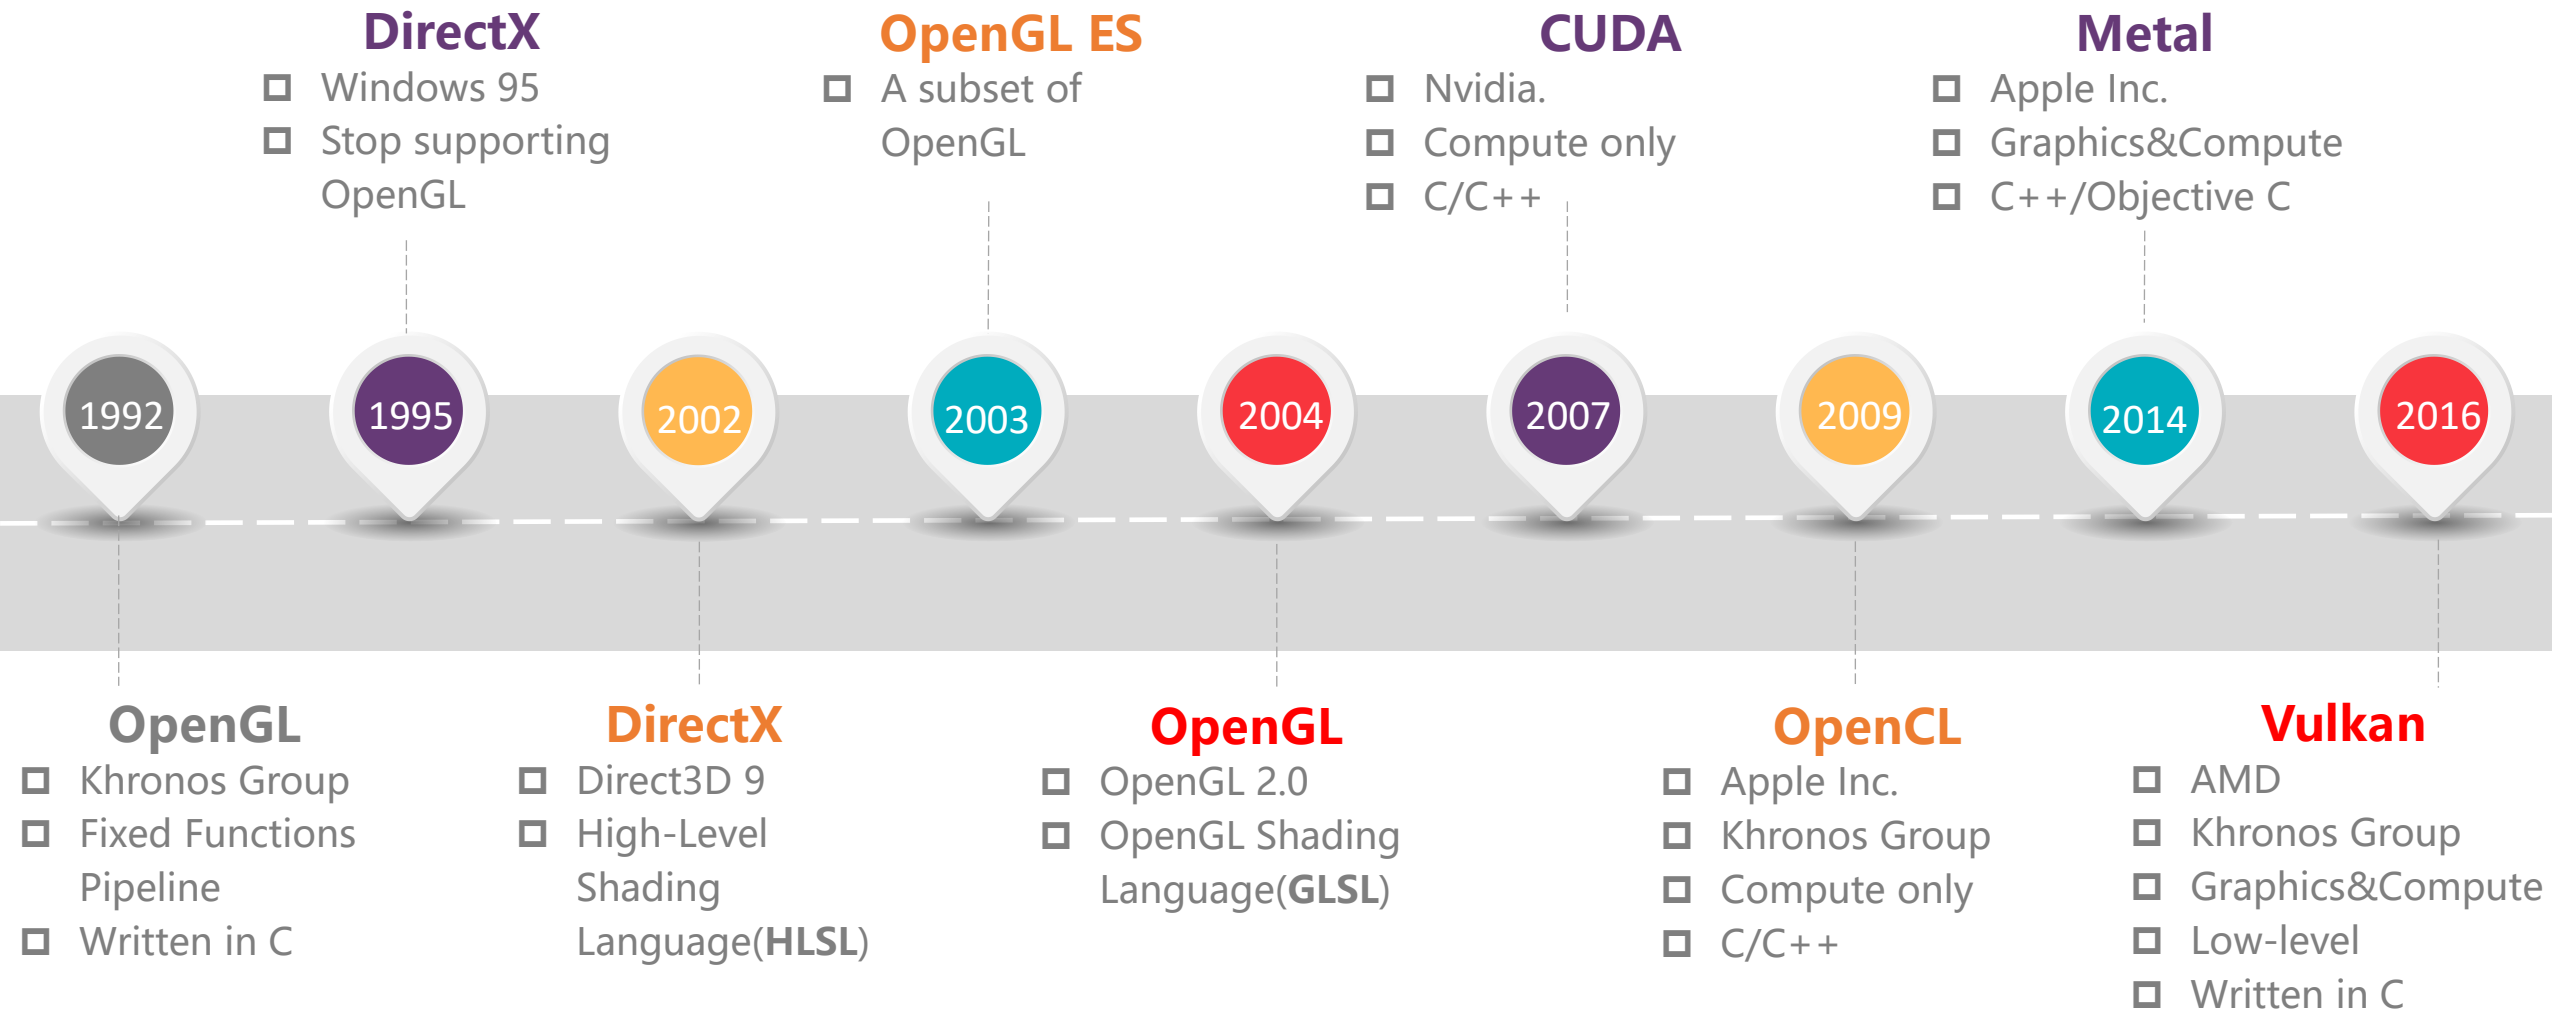 DirectX
Windows 95
Stop supporting
OpenGL
OpenGL ES
A subset of
OpenGL
CUDA
Nvidia.
Compute only
C/C++
Metal
Apple Inc.
Graphics&Compute
C++/Objective C
1992
1995
2002
2003
2004
2007
2009
2014
2016
OpenGL
Khronos Group
Fixed Functions
Pipeline
Written in C
DirectX
Direct3D 9
High-Level
Shading
Language(HLSL)
OpenGL
OpenGL 2.0
OpenGL Shading
Language(GLSL)
OpenCL
Apple Inc.
Khronos Group
Compute only
C/C++
Vulkan
AMD
Khronos Group
Graphics&Compute
Low-level
Written in C